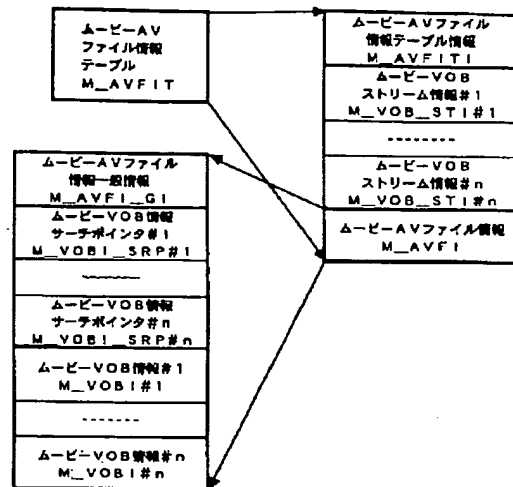 ムービーAV
ファイル情報
テーブル
M_AVFIT
ムービーAVファイル
情報テーブル情報
M_AVFITI
ムービーVOB
ストリーム情報#1
M_VOB_STI#1
ムービーVOB
ストリーム情報#n
M_VOB_STI#n
ムービーAVファイル情報
M_AVFI
ムービーAVファイル
情報一般情報
M_AVFI_GI
ムービーVOB情報
サーチポインタ#1
M_VOBI_SRP#1
ムービーVOB情報
サーチポインタ#n
M_VOBI_SRP#n
ムービーVOB情報#1
M_VOBI#1
ムービーVOB情報#n
M_VOBI#n